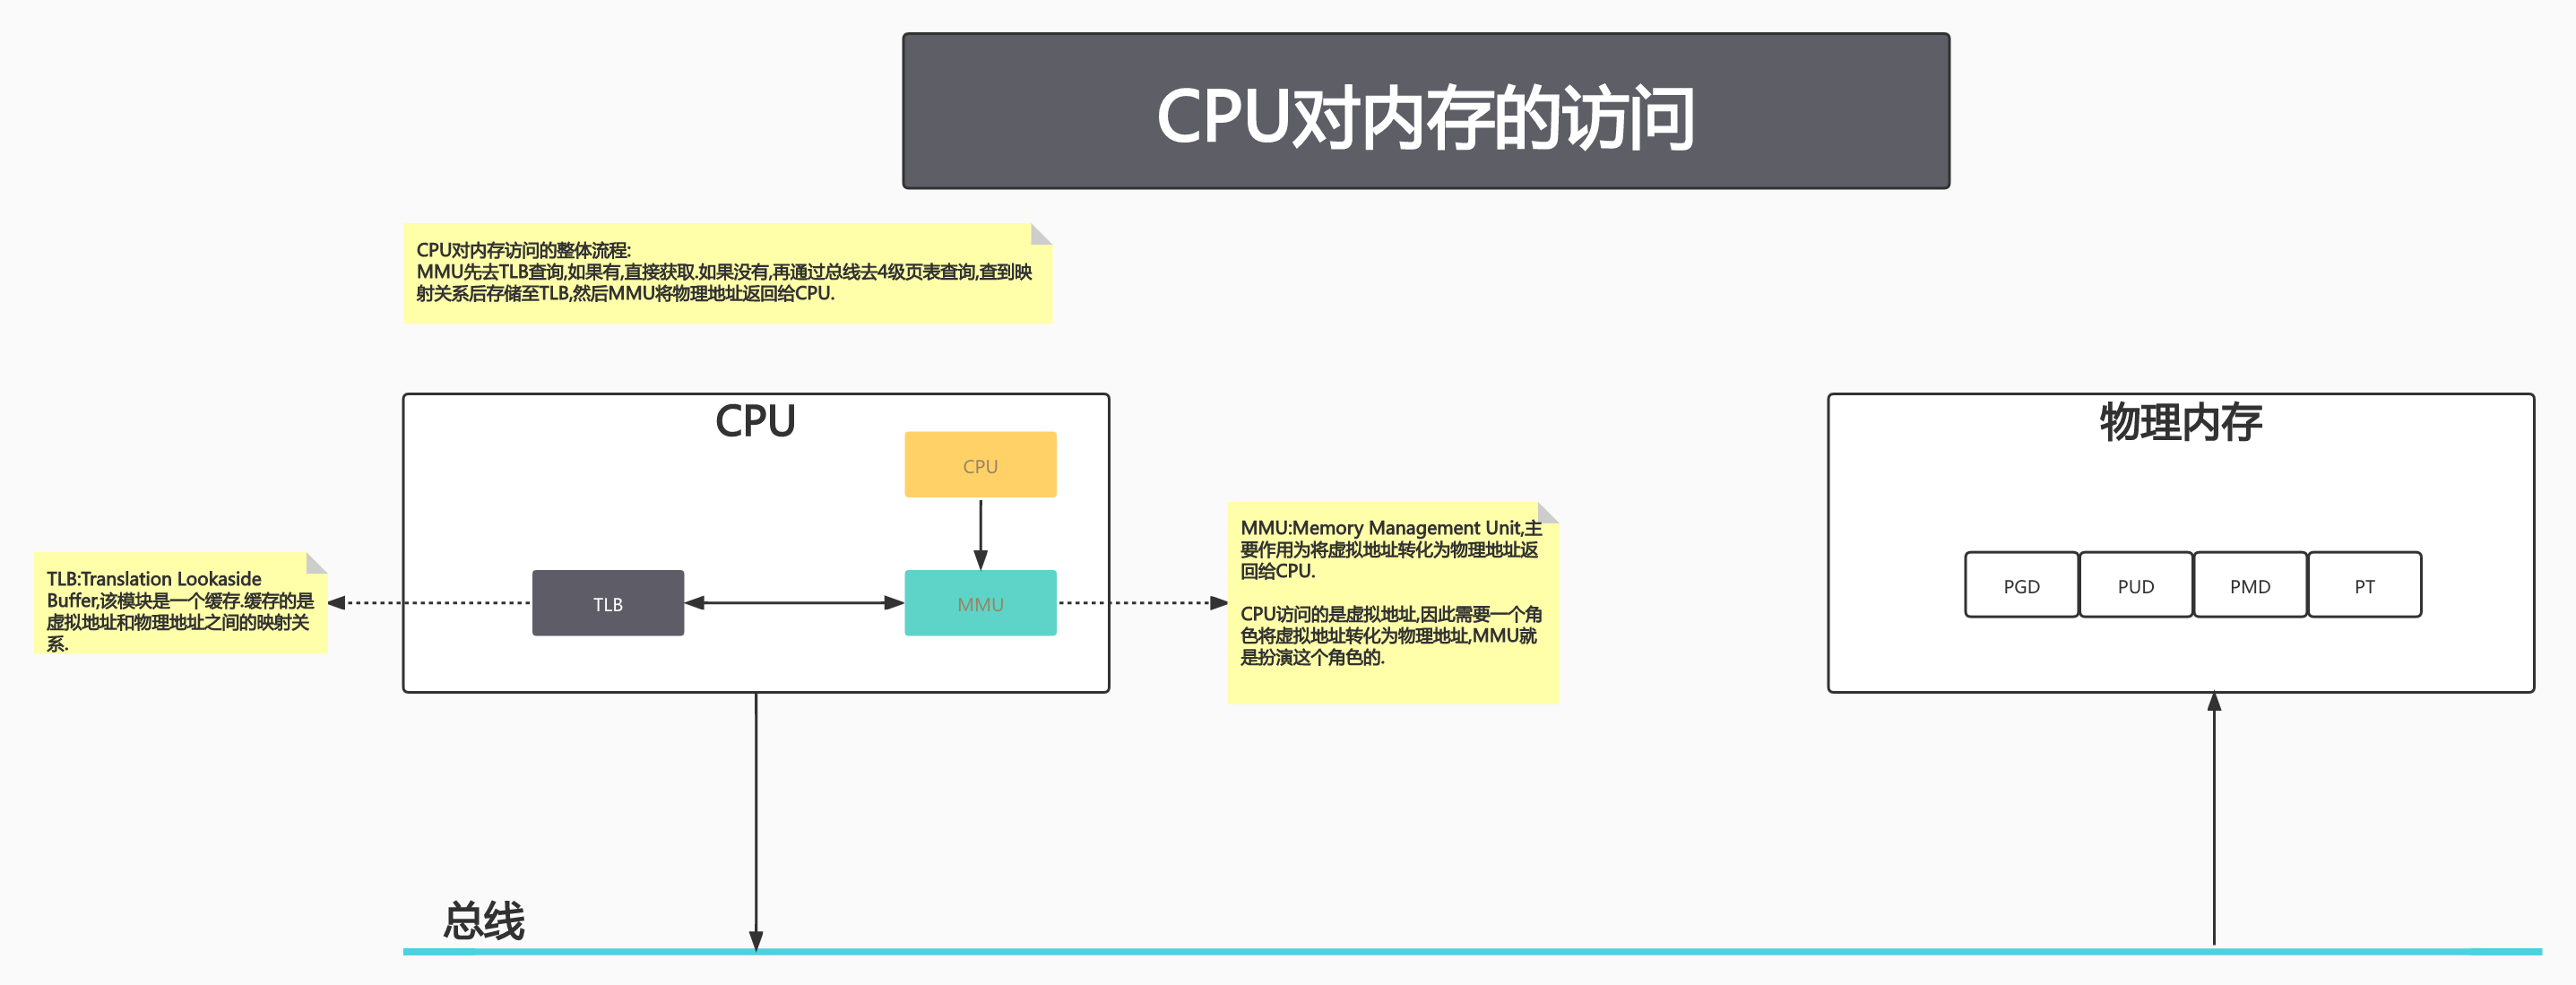 CPU对内存的访问
CPU对内存访问的整体流程:
MMU先去TLB查询,如果有,直接获取.如果没有,再通过总线去4级页表查询,查到映
射关系后存储至TLB,然后MMU将物理地址返回给CPU.
CPU
CPU
TLB
MMU
TLB:Translation Lookaside
Buffer,该模块是一个缓存.缓存的是
虚拟地址和物理地址之间的映射关
系.
MMU:Memory Management Unit,主
要作用为将虚拟地址转化为物理地址返
回给CPU.
CPU访问的是虚拟地址,因此需要一个角
色将虚拟地址转化为物理地址,MMU就
是扮演这个角色的.
物理内存
PGD
PUD
PMD
PT
总线